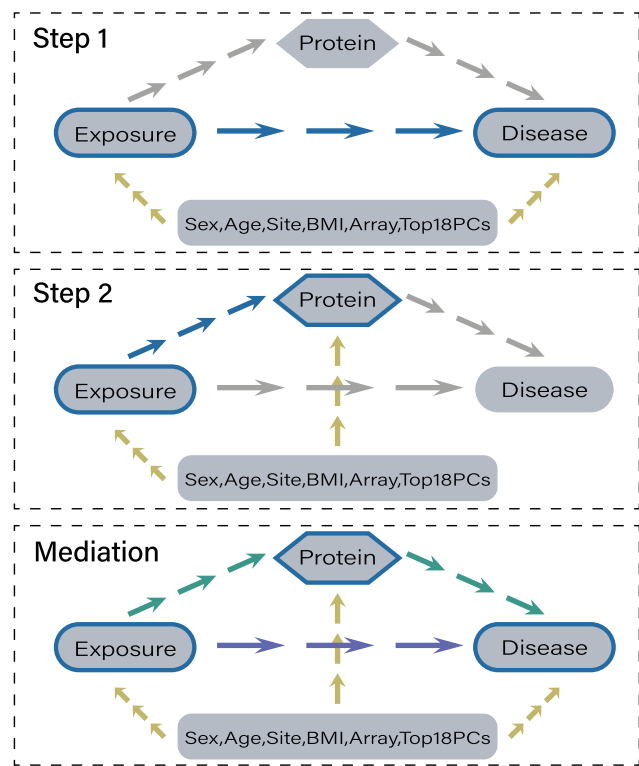 Step 1
Protein
Exposure
Disease
Sex,Age,Site,BMI,Array,Top18PCs
Step 2
Protein
Exposure
Disease
Sex,Age,Site,BMI,Array,Top18PCs
Mediation
Protein
Exposure
Disease
Sex,Age,Site,BMI,Array,Top18PCs